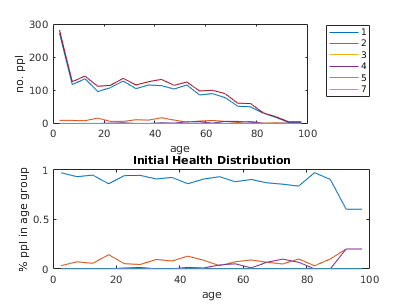 300
200
100
0
no. ppl
0 20 40 60 80 100
age
1
2
3
4
5
7
Initial Health Distribution
1
0.5
0
% ppl in age group
0 20 40 60 80 100
age